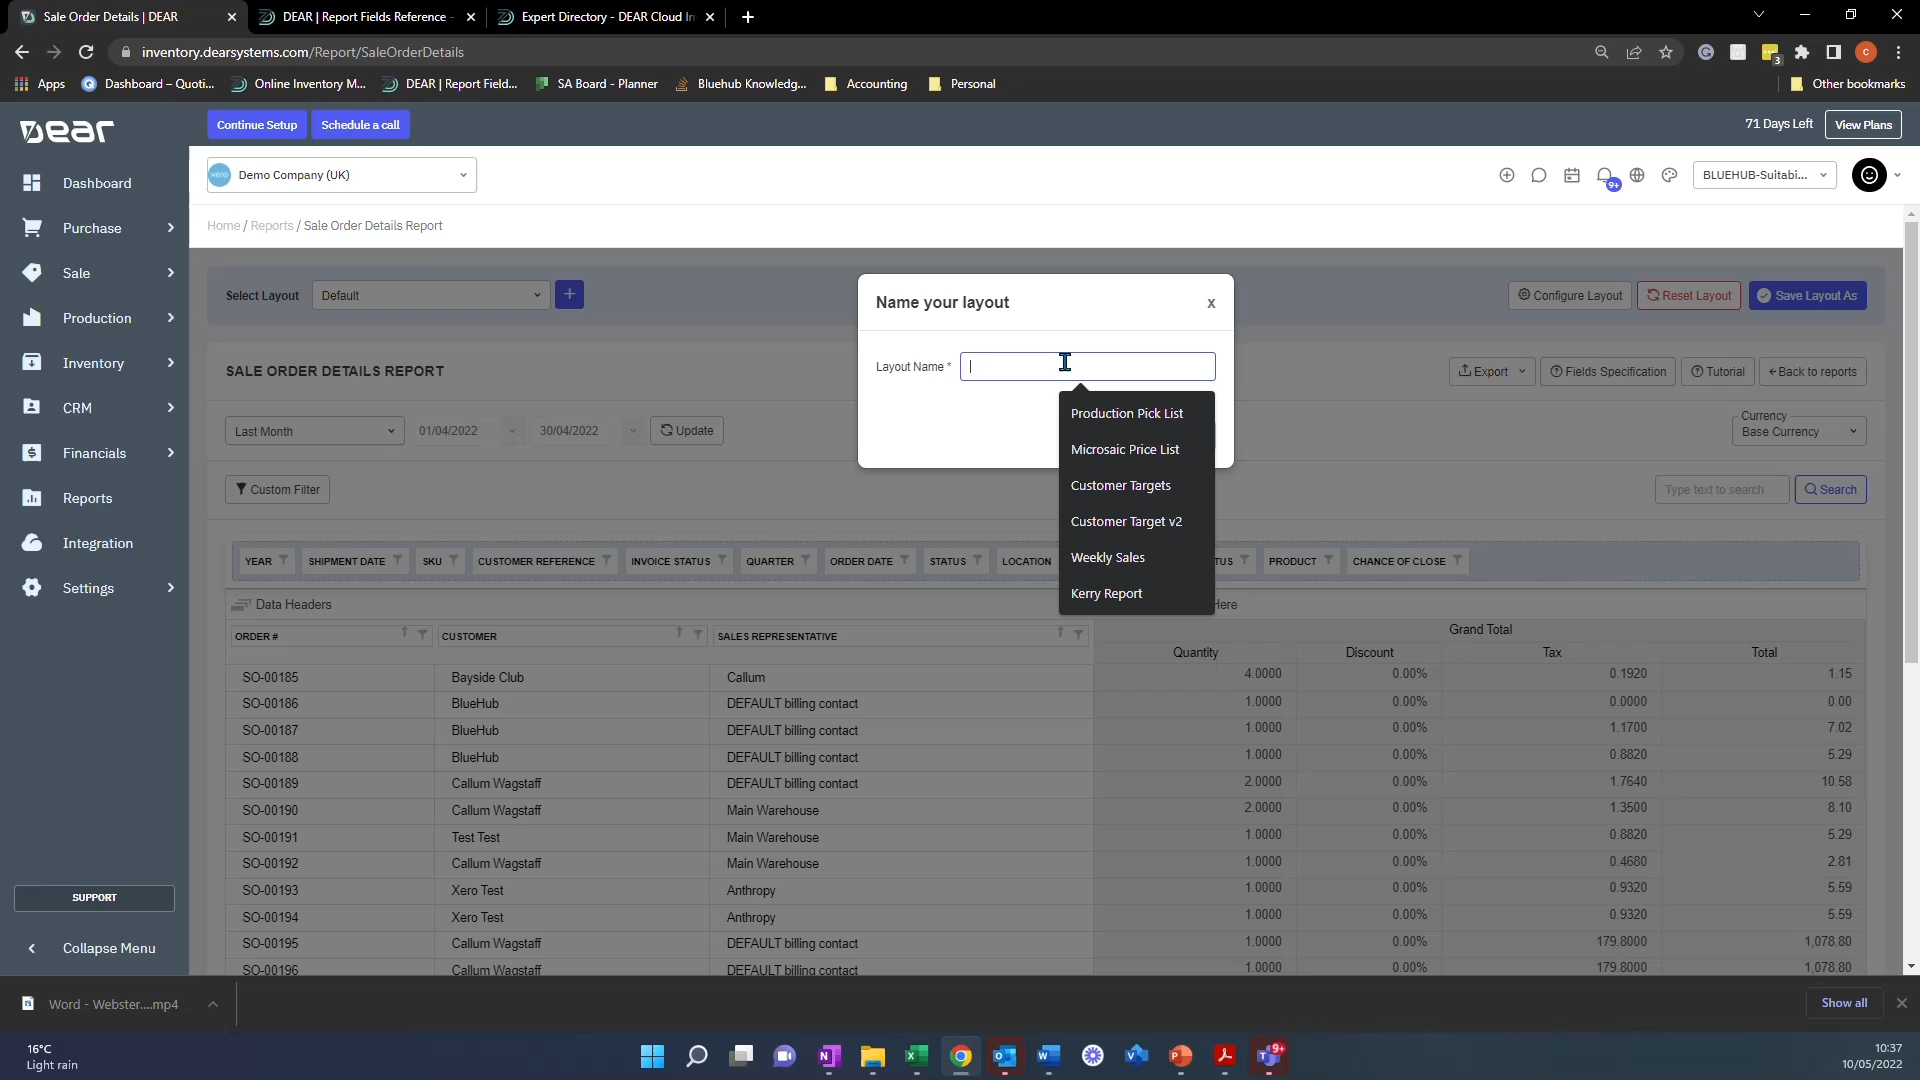 Sale Order Details | DEAR
DEAR | Report Fields Reference -
Expert Directory - DEAR Cloud In
inventory.dearsystems.com/Report/SaleOrderDetails
3
C
Apps
Dashboard – Quoti...
Online Inventory M...
DEAR | Report Field...
SA Board - Planner
Bluehub Knowledg...
Accounting
Personal
Other bookmarks
Dear
Continue Setup
Schedule a call
71 Days Left
View Plans
xero
Demo Company (UK)
9+
BLUEHUB-Suitabi...
Dashboard
Purchase
Sale
Production
Inventory
CRM
Financials
Reports
Integration
Settings
SUPPORT
Collapse Menu
Home / Reports / Sale Order Details Report
Select Layout
Default
+
Configure Layout
Reset Layout
Save Layout As
Name your layout
x
Layout Name *
Production Pick List
Microsaic Price List
Customer Targets
Customer Target v2
Weekly Sales
Kerry Report
SALE ORDER DETAILS REPORT
Export
Fields Specification
Tutorial
Back to reports
Last Month
01/04/2022
30/04/2022
Update
Currency
Base Currency
Custom Filter
Type text to search
Search
YEAR
SHIPMENT DATE
SKU
CUSTOMER REFERENCE
INVOICE STATUS
QUARTER
ORDER DATE
STATUS
LOCATION
TUS
PRODUCT
CHANCE OF CLOSE
Data Headers
Here
ORDER #
CUSTOMER
SALES REPRESENTATIVE
Grand Total
Quantity
Discount
Tax
Total
SO-00185 Bayside Club Callum 4.0000 0.00% 0.1920 1.15
SO-00186 BlueHub DEFAULT billing contact 1.0000 0.00% 0.0000 0.00
SO-00187 BlueHub DEFAULT billing contact 1.0000 0.00% 1.1700 7.02
SO-00188 BlueHub DEFAULT billing contact 1.0000 0.00% 0.8820 5.29
SO-00189 Callum Wagstaff DEFAULT billing contact 2.0000 0.00% 1.7640 10.58
SO-00190 Callum Wagstaff Main Warehouse 2.0000 0.00% 1.3500 8.10
SO-00191 Test Test Main Warehouse 1.0000 0.00% 0.8820 5.29
SO-00192 Callum Wagstaff Main Warehouse 1.0000 0.00% 0.4680 2.81
SO-00193 Xero Test Anthropy 1.0000 0.00% 0.9320 5.59
SO-00194 Xero Test Anthropy 1.0000 0.00% 0.9320 5.59
SO-00195 Callum Wagstaff DEFAULT billing contact 1.0000 0.00% 179.8000 1,078.80
SO-00196 Callum Wagstaff DEFAULT billing contact 1.0000 0.00% 179.8000 1,078.80
Word - Webster....mp4
Show all
16°C
Light rain
9+
10:37
10/05/2022